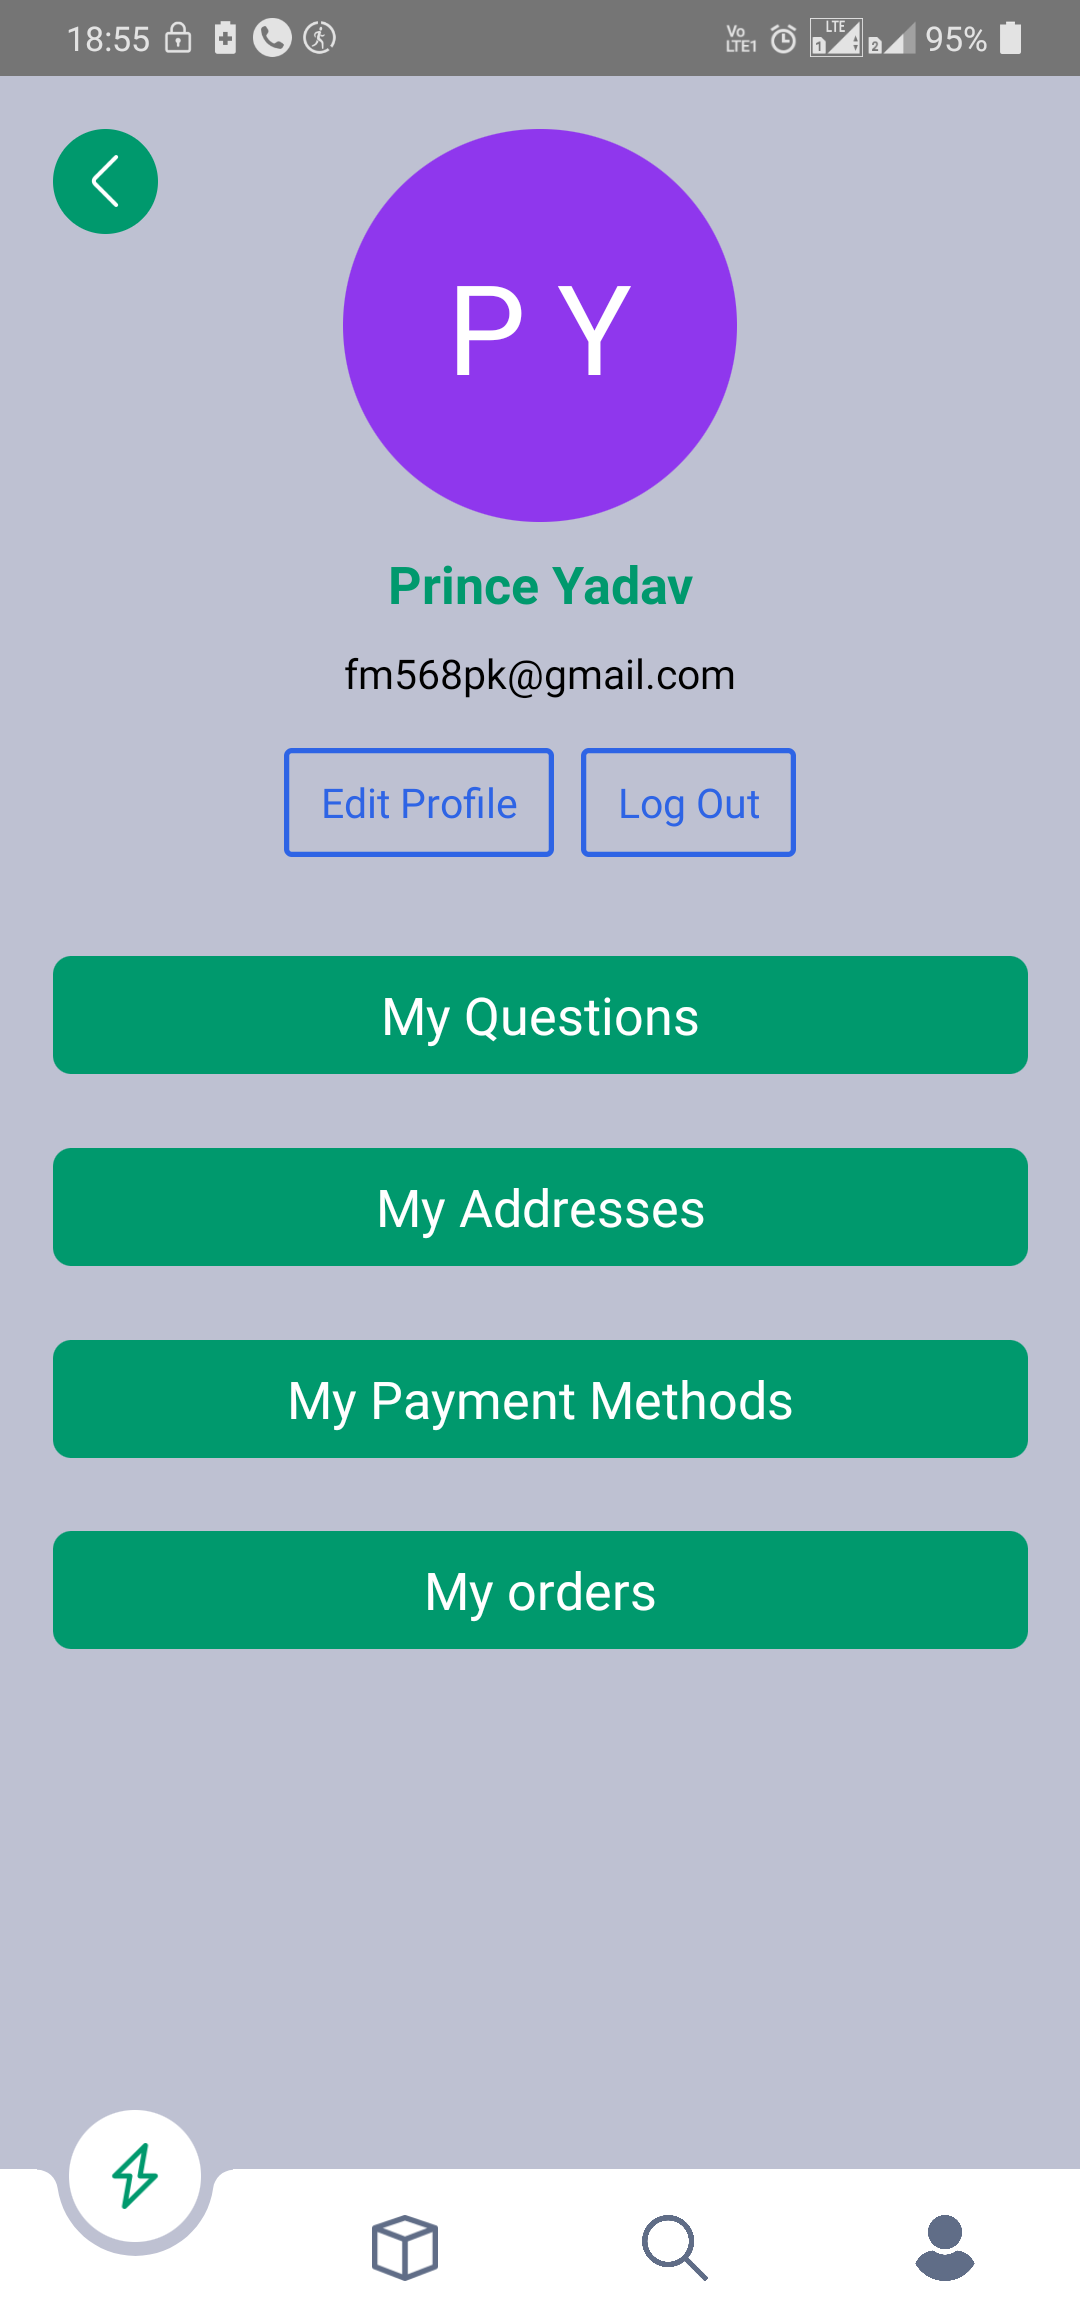 18:55 Vo LTE1 LTE 1 2 95%
P Y
Prince Yadav
fm568pk@gmail.com
Edit Profile Log Out
My Questions
My Addresses
My Payment Methods
My orders